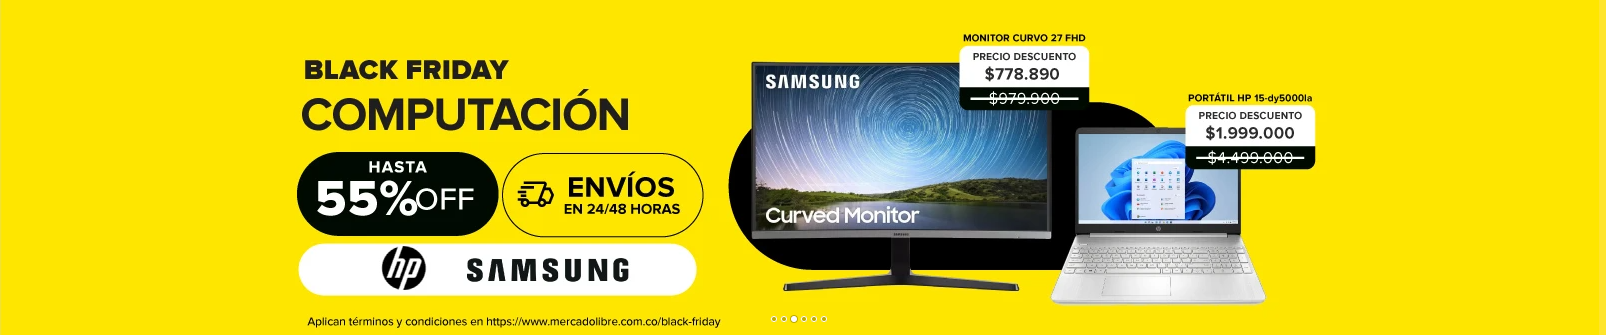 BLACK FRIDAY
COMPUTACIÓN
HASTA
55%OFF
ENVÍOS
EN 24/48 HORAS
hp SAMSUNG
Aplican términos y condiciones en https://www.mercadolibre.com.co/black-friday
SAMSUNG
Curved Monitor
SAMSUNG
MONITOR CURVO 27 FHD
PRECIO DESCUENTO
$778.890
$979.900
PORTÁTIL HP 15-dy5000la
PRECIO DESCUENTO
$1.999.000
$4.499.000
hp